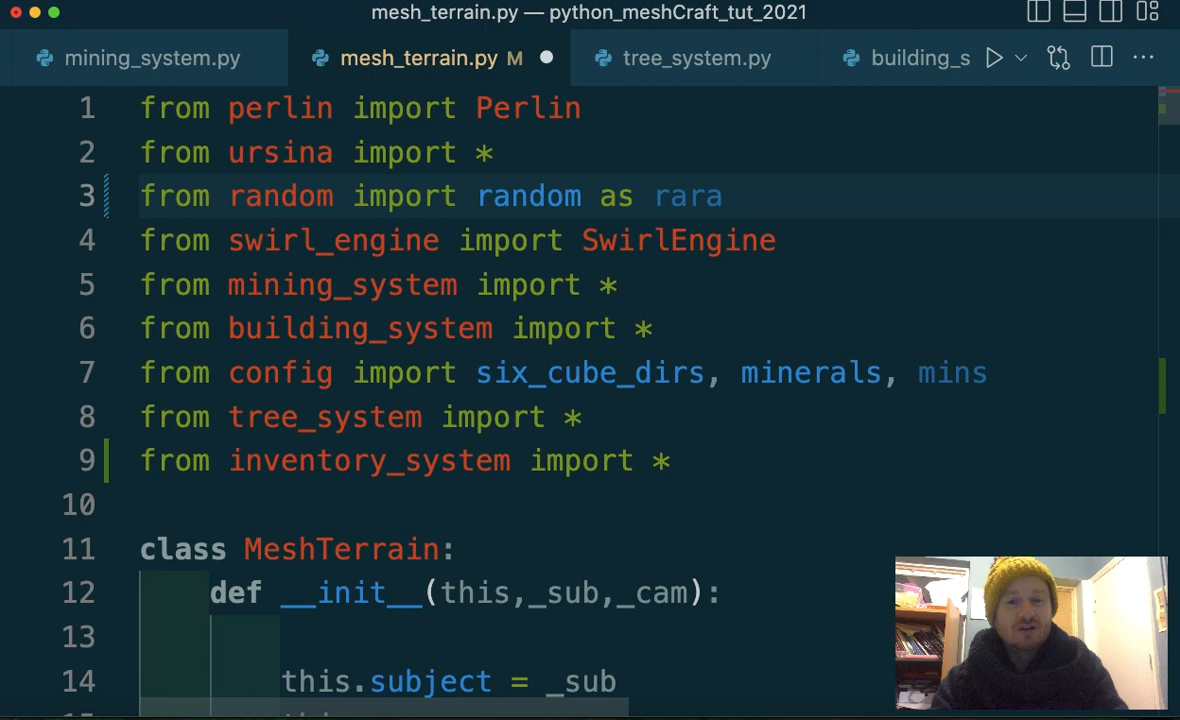 mesh_terrain.py — python_meshCraft_tut_2021
mining_system.py mesh_terrain.py M tree_system.py building_s
1 from perlin import Perlin
2 from ursina import *
3 from random import random as rara
4 from swirl_engine import SwirlEngine
5 from mining_system import *
6 from building_system import *
7 from config import six_cube_dirs, minerals, mins
8 from tree_system import *
9 from inventory_system import *
10
11 class MeshTerrain:
12 def __init__(this,_sub,_cam):
13
14 this.subject = _sub